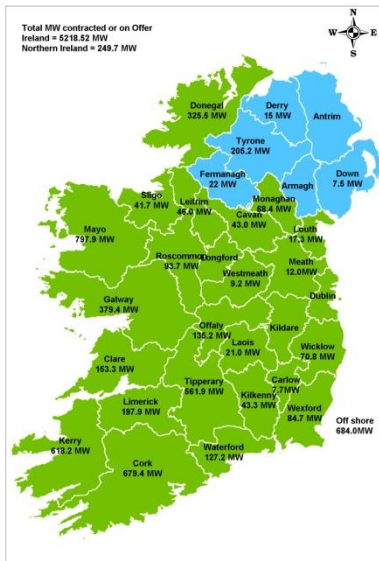 Total MW contracted or on Offer
Ireland = 5218.52 MW
Northern Ireland = 249.7 MW
N
W E
S
Donegal
325.5 MW
Derry
15 MW
Antrim
Tyrone
205.2 MW
Fermanagh
22 MW
Down
7.5 MW
Armagh
Monaghan
68.4 MW
Sligo
41.7 MW
Leitrim
46.0 MW
Cavan
43.0 MW
Louth
17.3 MW
Mayo
797.9 MW
Roscommon
93.7 MW
Longford
Meath
12.0MW
Westmeath
9.2 MW
Dublin
Galway
379.4 MW
Offaly
135.2 MW
Kildare
Laois
21.0 MW
Wicklow
70.8 MW
Clare
153.3 MW
Tipperary
561.9 MW
Carlow
7.7MW
Limerick
197.9 MW
Kilkenny
43.3 MW
Wexford
84.7 MW
Off shore
684.0MW
Kerry
618.2 MW
Waterford
127.2 MW
Cork
679.4 MW